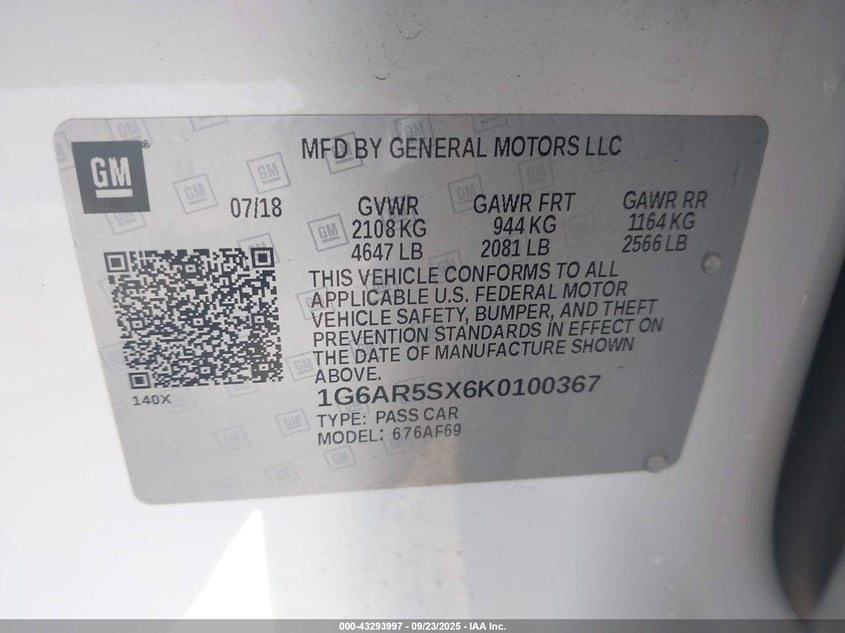 GM
MFD BY GENERAL MOTORS LLC
07/18
GVWR
2108 KG
4647 LB
GAWR FRT
944 KG
2081 LB
GAWR RR
1164 KG
2566 LB
THIS VEHICLE CONFORMS TO ALL
APPLICABLE U.S. FEDERAL MOTOR
VEHICLE SAFETY, BUMPER, AND THEFT
PREVENTION STANDARDS IN EFFECT ON
THE DATE OF MANUFACTURE SHOWN
ABOVE.
140X
1G6AR5SX6K0100367
TYPE: PASS CAR
MODEL: 676AF69
000-43293997 - 09/23/2025 - IAA Inc.